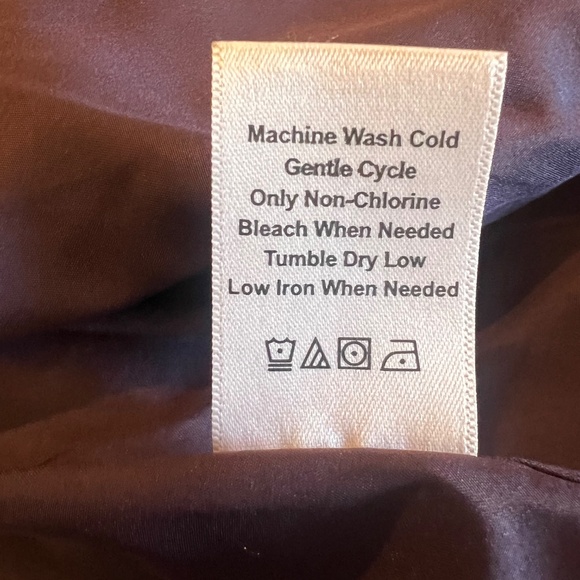 Machine Wash Cold
Gentle Cycle
Only Non-Chlorine
Bleach When Needed
Tumble Dry Low
Low Iron When Needed